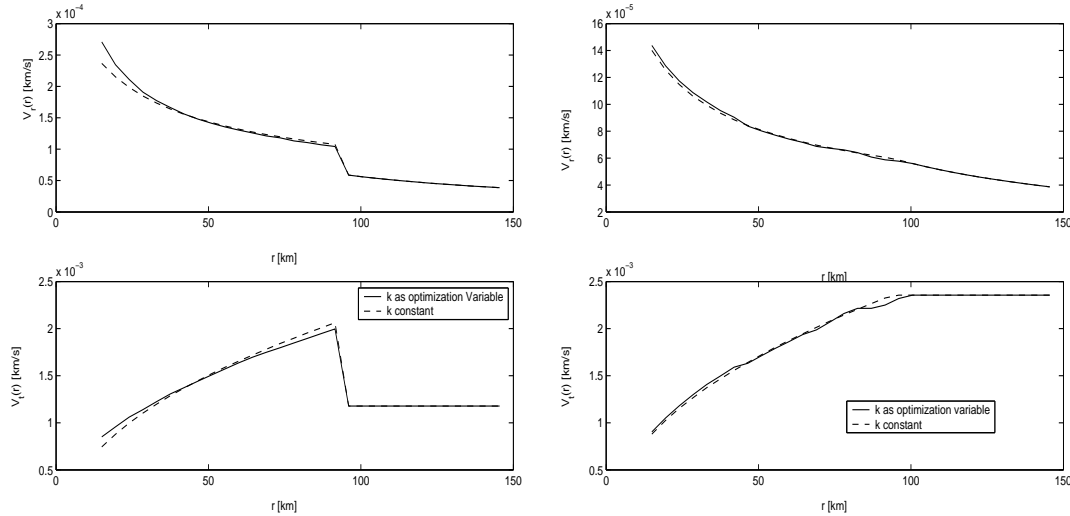 x 10⁻⁴
3
2.5
2
1.5
1
0.5
0
V_r(r) [km/s]
0 50 100 150
r [km]
x 10⁻⁵
16
14
12
10
8
6
4
2
V_r(r) [km/s]
0 50 100 150
r [km]
x 10⁻³
2.5
2
1.5
1
0.5
V_t(r) [km/s]
k as optimization Variable
k constant
0 50 100 150
r [km]
x 10⁻³
2.5
2
1.5
1
0.5
V_t(r) [km/s]
k as optimization variable
k constant
0 50 100 150
r [km]